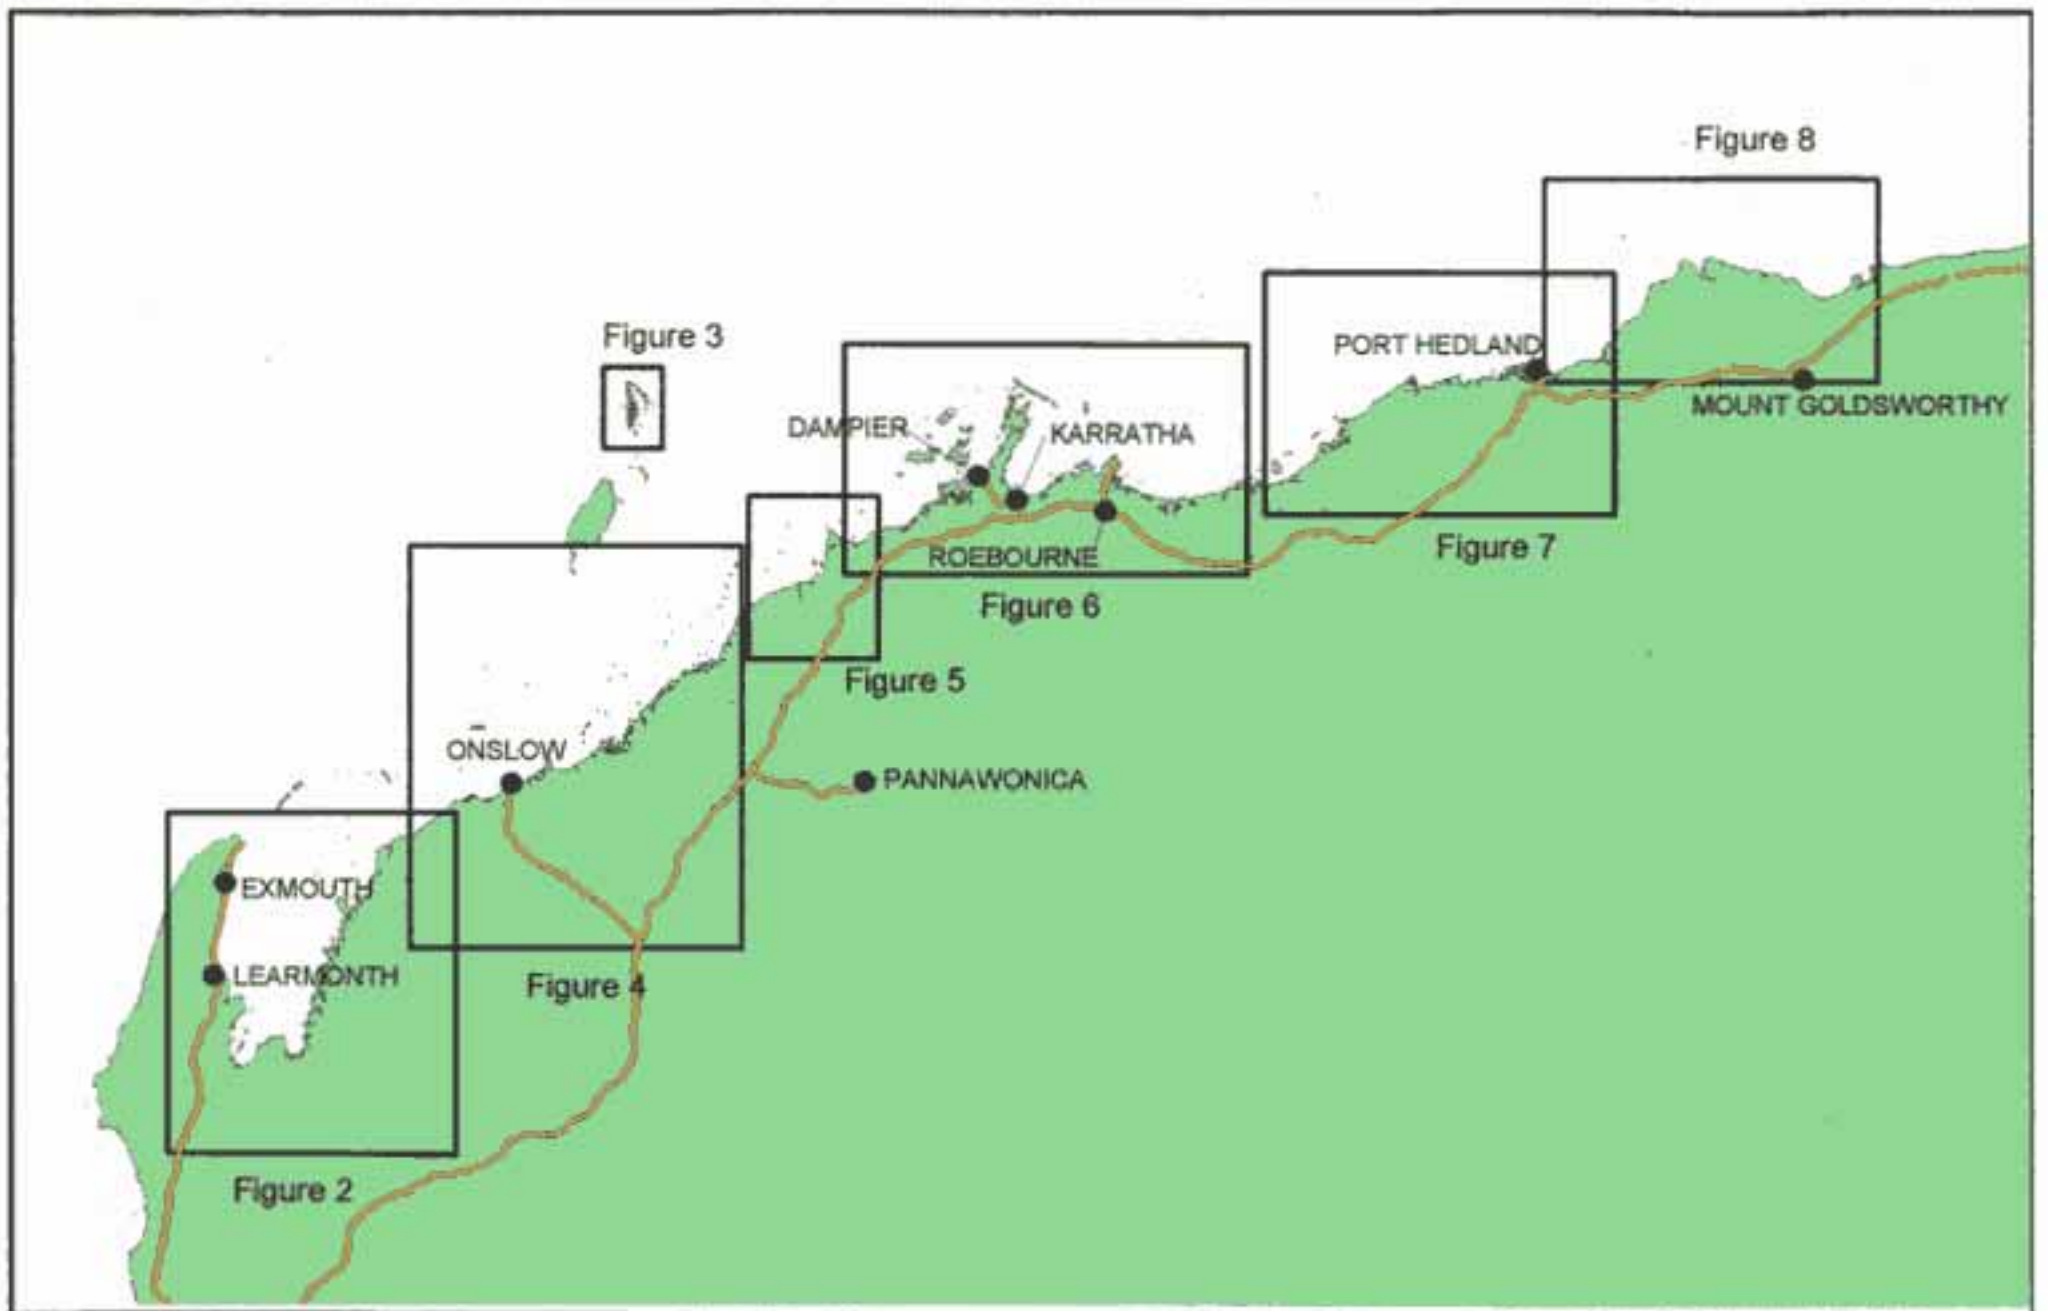 Figure 8
Figure 3
PORT HEDLAND
MOUNT GOLDSWORTHY
DAMPIER
KARRATHA
ROEBOURNE
Figure 7
Figure 6
Figure 5
ONSLOW
PANNAWONICA
EXMOUTH
LEARMONTH
Figure 4
Figure 2